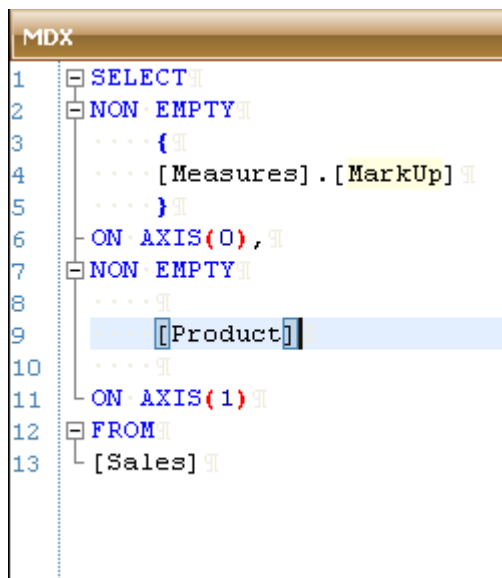 MDX
1 SELECT¶
2 NON EMPTY¶
3 {¶
4 [Measures].[MarkUp]¶
5 }¶
6 ON AXIS(0),¶
7 NON EMPTY¶
8 ¶
9 [Product]¶
10 ¶
11 ON AXIS(1)¶
12 FROM¶
13 [Sales]¶